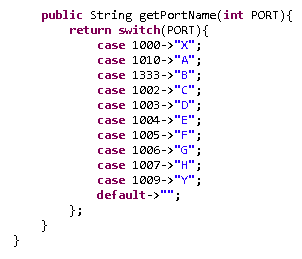 public String getPortName(int PORT){
return switch(PORT){
case 1000->"X";
case 1010->"A";
case 1333->"B";
case 1002->"C";
case 1003->"D";
case 1004->"E";
case 1005->"F";
case 1006->"G";
case 1007->"H";
case 1009->"Y";
default->"";
};
}
}